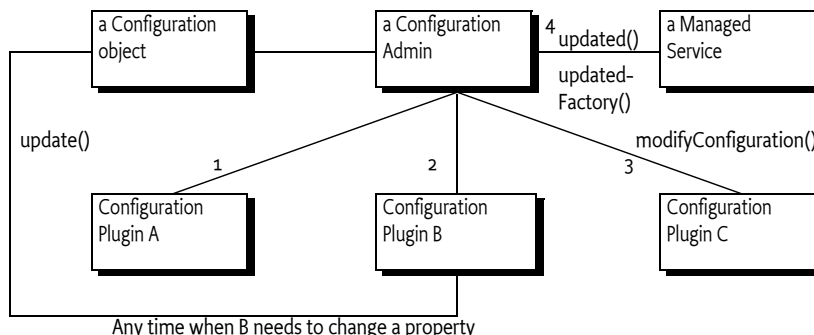 a Configuration
object
a Configuration
Admin
4
updated()
a Managed
Service
updated-
Factory()
update()
modifyConfiguration()
1
2
3
Configuration
Plugin A
Configuration
Plugin B
Configuration
Plugin C
Any time when B needs to change a property